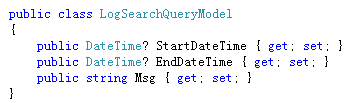 public class LogSearchQueryModel
{
    public DateTime? StartDateTime { get; set; }
    public DateTime? EndDateTime { get; set; }
    public string Msg { get; set; }
}